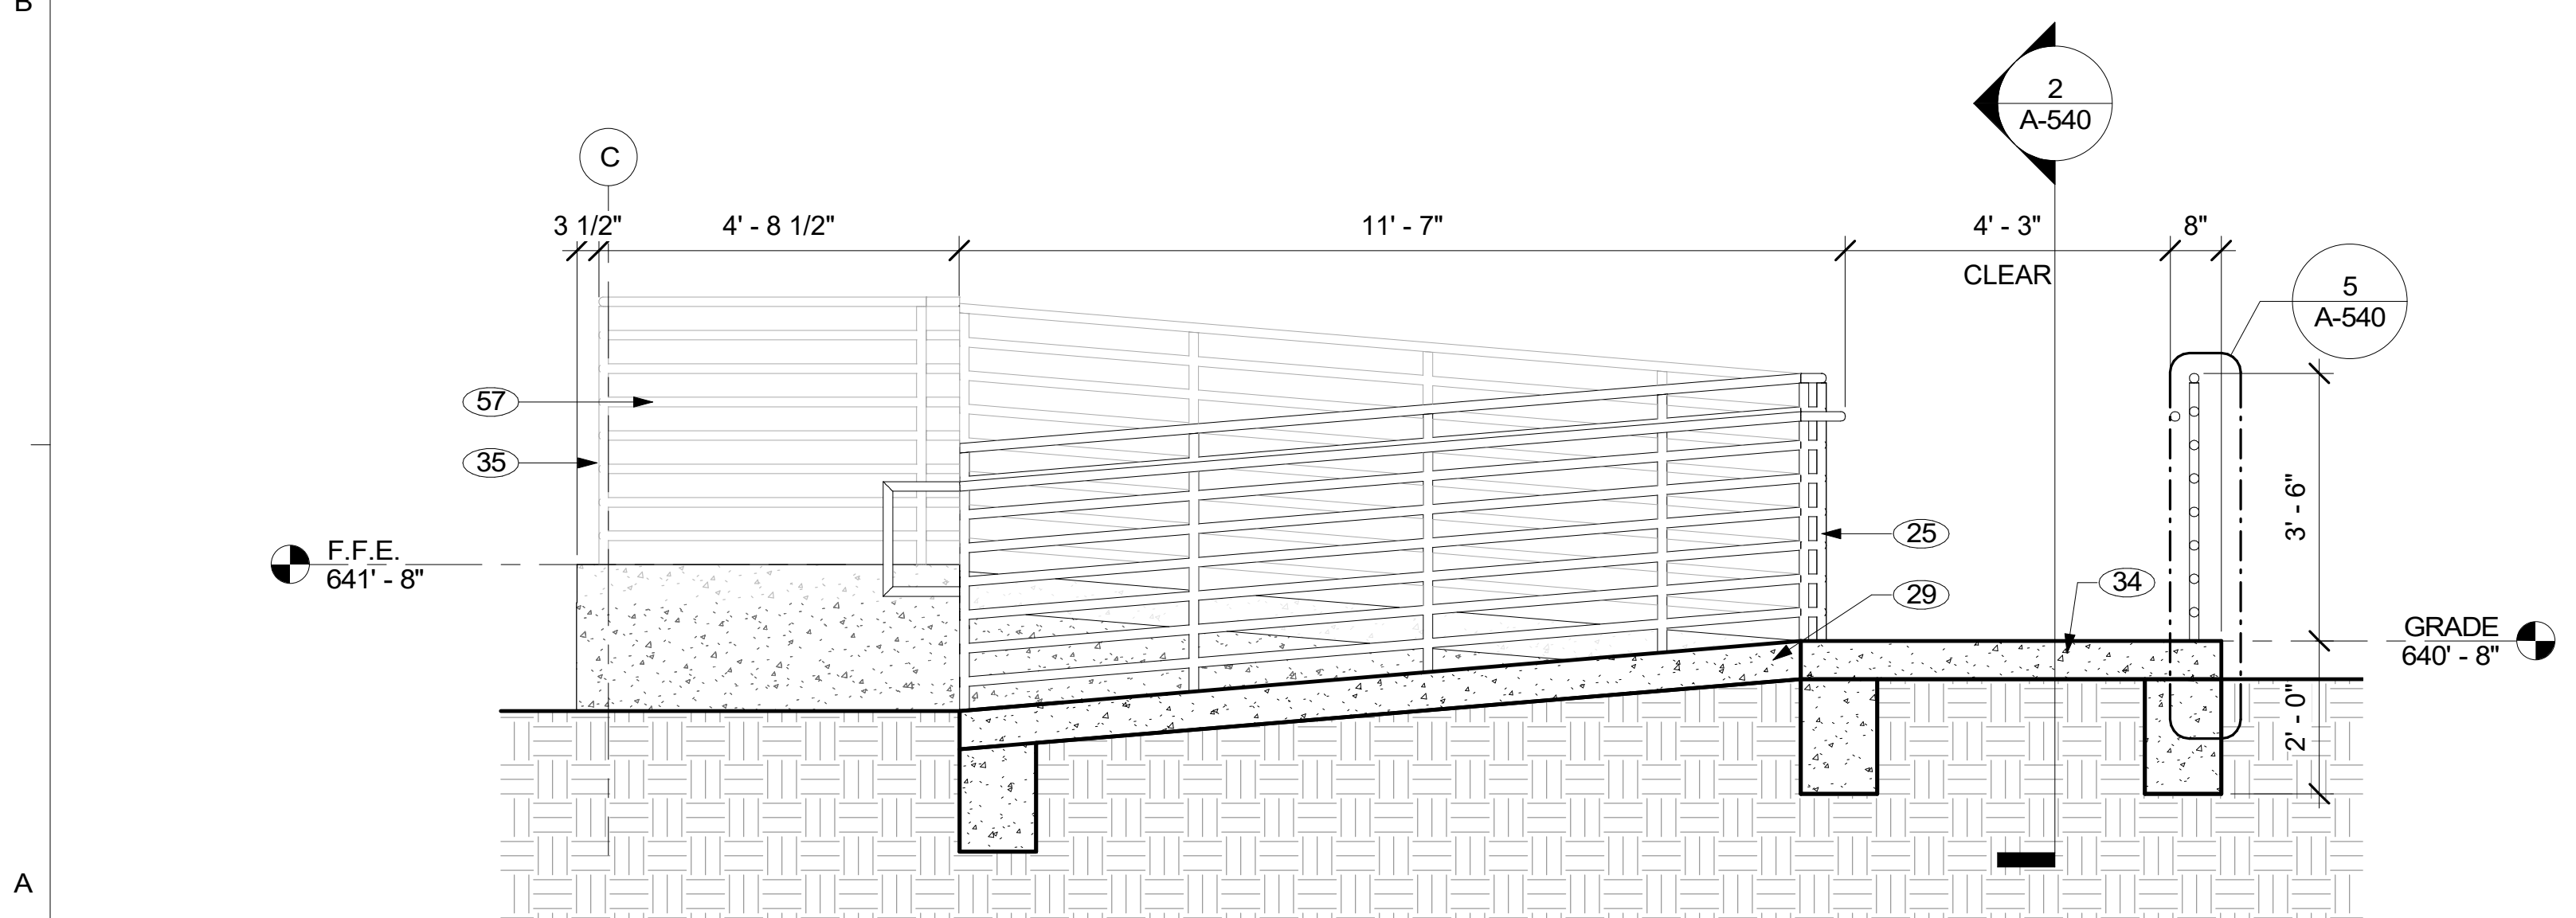 B
2
A-540
C
3 1/2"
4' - 8 1/2"
11' - 7"
4' - 3"
8"
CLEAR
5
A-540
57
35
3' - 6"
25
F.F.E.
641' - 8"
29
34
GRADE
640' - 8"
2' - 0"
A